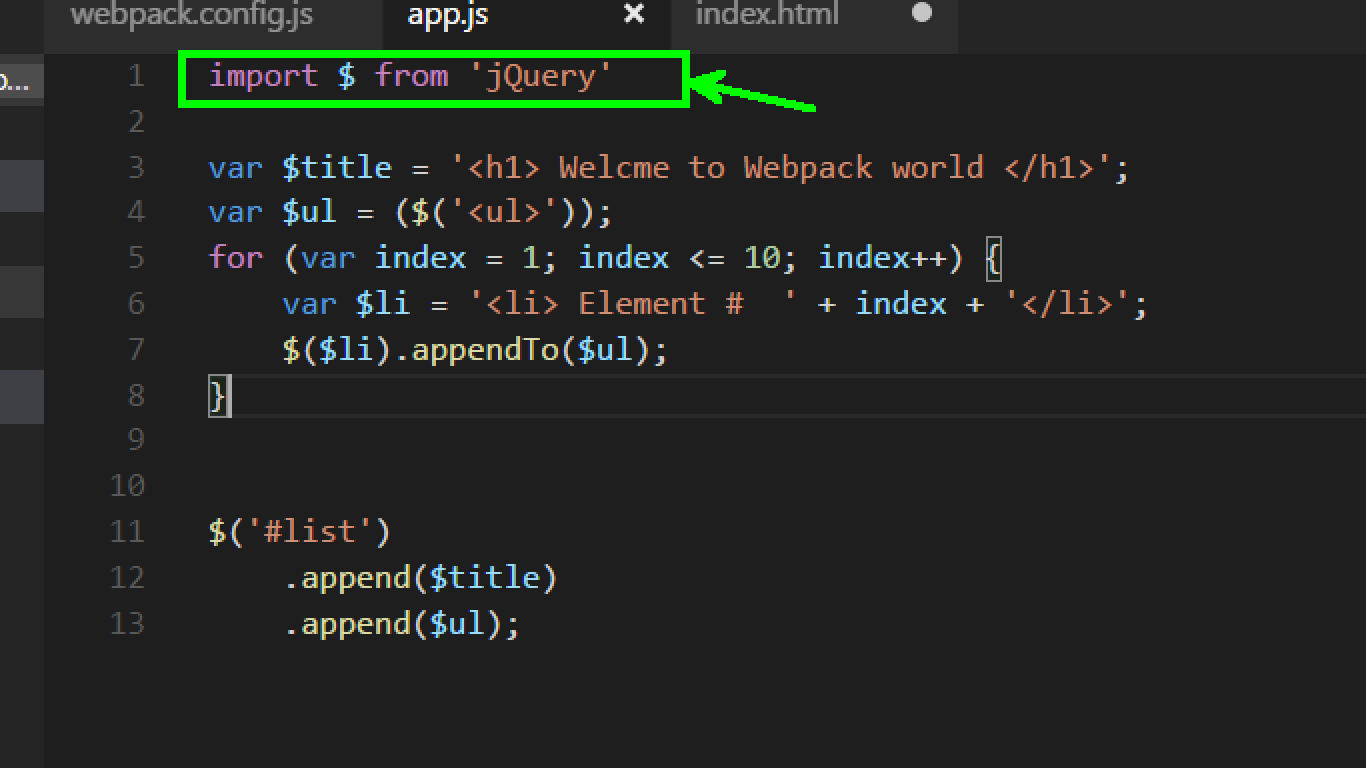 webpack.config.js app.js × index.html
o...
1 import $ from 'jQuery'
2
3 var $title = '<h1> Welcme to Webpack world </h1>';
4 var $ul = ($('<ul>'));
5 for (var index = 1; index <= 10; index++) {
6     var $li = '<li> Element #  ' + index + '</li>';
7     $($li).appendTo($ul);
8 }
9
10
11 $('#list')
12     .append($title)
13     .append($ul);